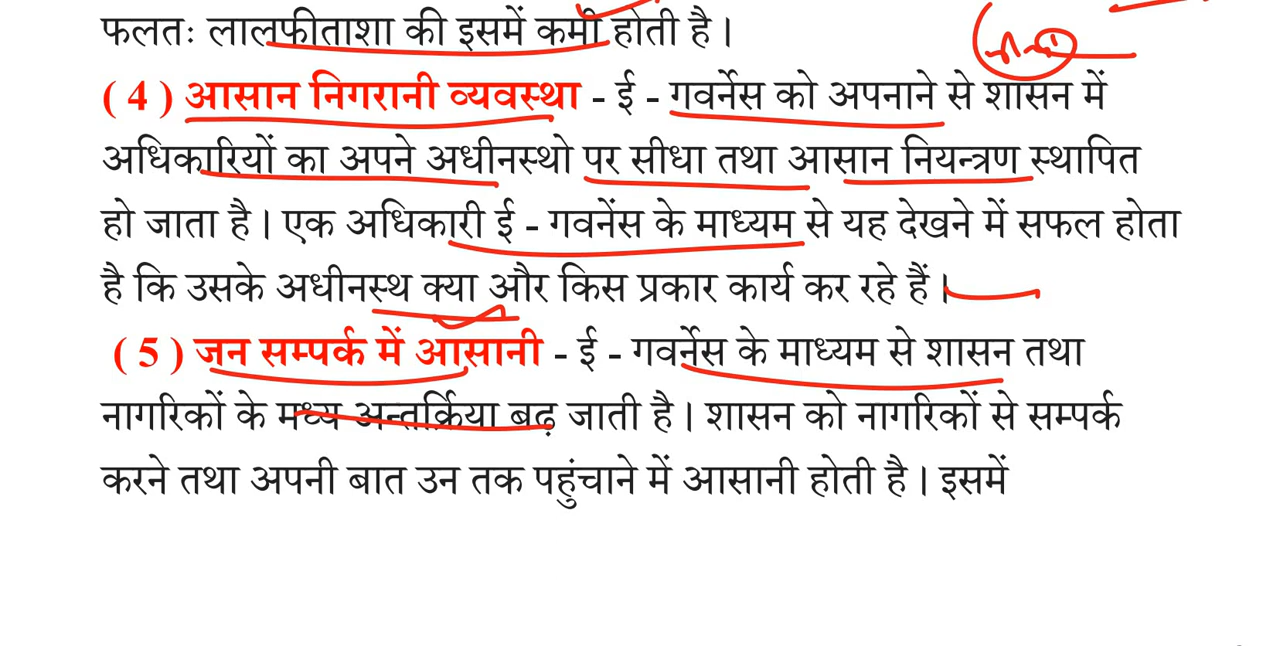 फलतः लालफीताशा की इसमें कमी होती है।
( 4 ) आसान निगरानी व्यवस्था - ई - गवर्नेस को अपनाने से शासन में
अधिकारियों का अपने अधीनस्थो पर सीधा तथा आसान नियन्त्रण स्थापित
हो जाता है। एक अधिकारी ई - गवनेंस के माध्यम से यह देखने में सफल होता
है कि उसके अधीनस्थ क्या और किस प्रकार कार्य कर रहे हैं।
( 5 ) जन सम्पर्क में आसानी - ई - गवर्नेस के माध्यम से शासन तथा
नागरिकों के मध्य अन्तर्क्रिया बढ़ जाती है। शासन को नागरिकों से सम्पर्क
करने तथा अपनी बात उन तक पहुंचाने में आसानी होती है। इसमें